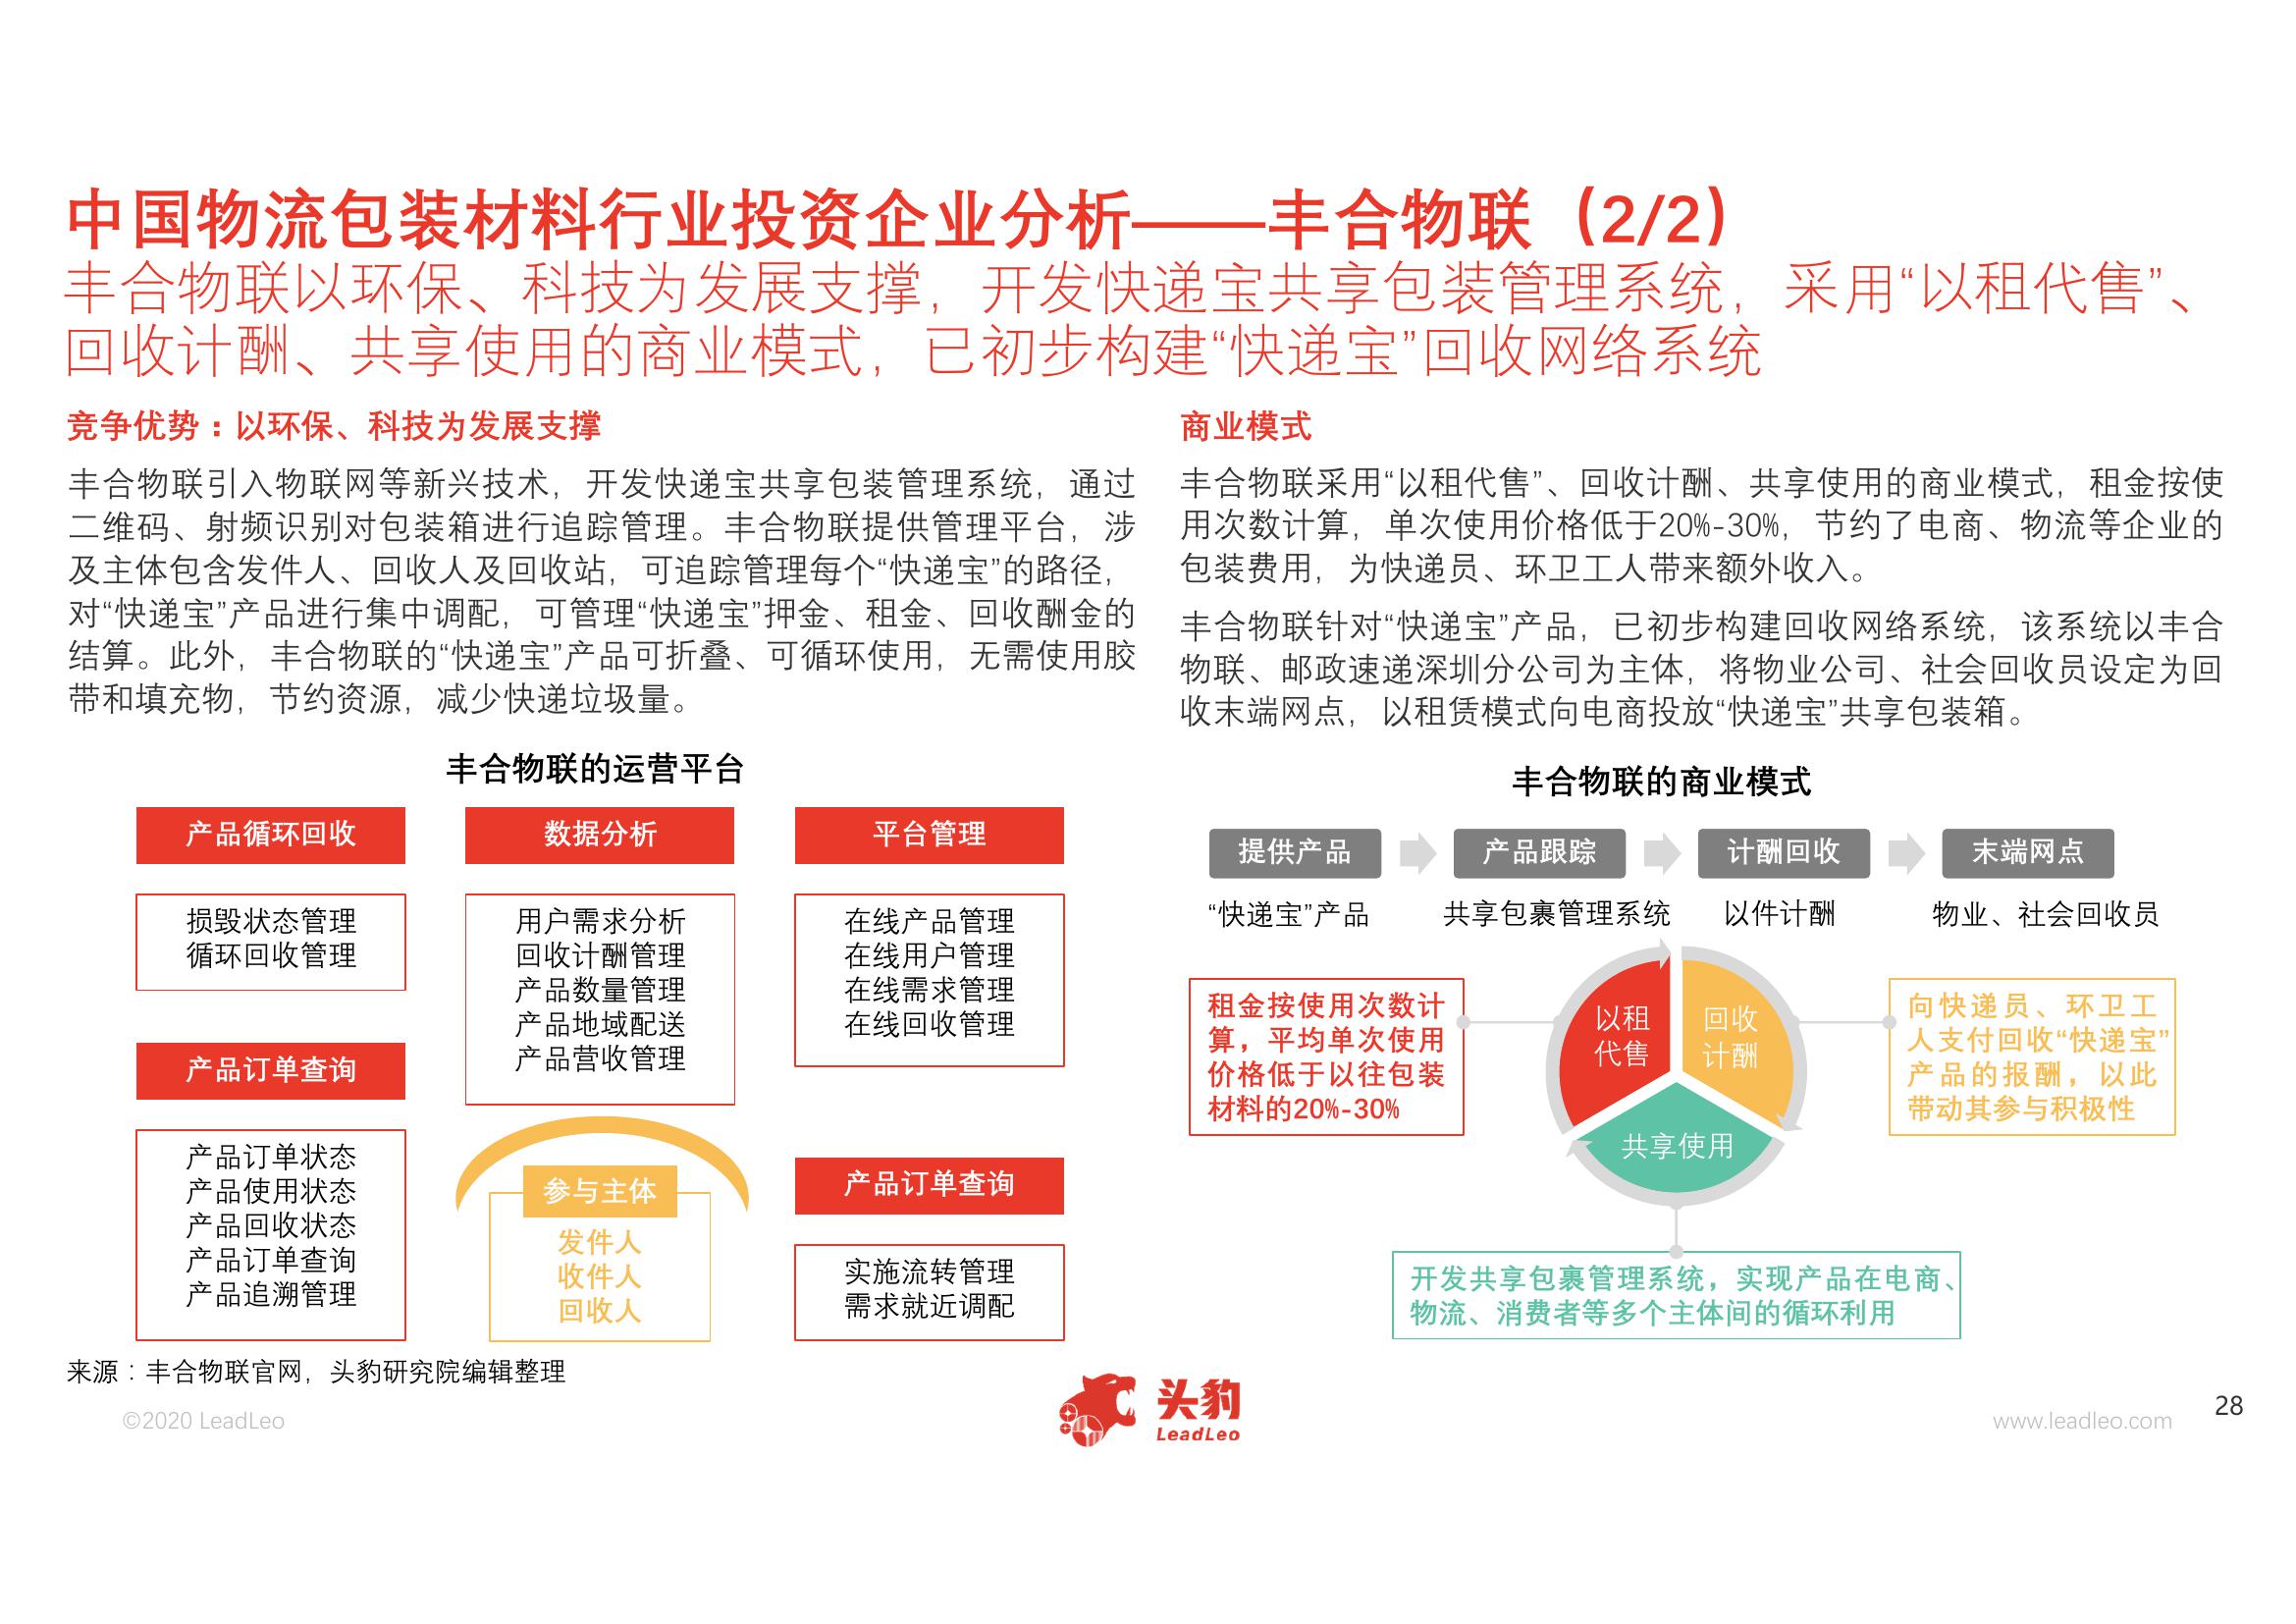 中国物流包装材料行业投资企业分析——丰合物联（2/2）
丰合物联以环保、科技为发展支撑，开发快递宝共享包装管理系统，采用“以租代售”、
回收计酬、共享使用的商业模式，已初步构建“快递宝”回收网络系统
竞争优势：以环保、科技为发展支撑
丰合物联引入物联网等新兴技术，开发快递宝共享包装管理系统，通过
二维码、射频识别对包装箱进行追踪管理。丰合物联提供管理平台，涉
及主体包含发件人、回收人及回收站，可追踪管理每个“快递宝”的路径，
对“快递宝”产品进行集中调配，可管理“快递宝”押金、租金、回收酬金的
结算。此外，丰合物联的“快递宝”产品可折叠、可循环使用，无需使用胶
带和填充物，节约资源，减少快递垃圾量。
丰合物联的运营平台
产品循环回收
损毁状态管理
循环回收管理
产品订单查询
产品订单状态
产品使用状态
产品回收状态
产品订单查询
产品追溯管理
数据分析
用户需求分析
回收计酬管理
产品数量管理
产品地域配送
产品营收管理
参与主体
发件人
收件人
回收人
平台管理
在线产品管理
在线用户管理
在线需求管理
在线回收管理
产品订单查询
实施流转管理
需求就近调配
商业模式
丰合物联采用“以租代售”、回收计酬、共享使用的商业模式，租金按使
用次数计算，单次使用价格低于20%-30%，节约了电商、物流等企业的
包装费用，为快递员、环卫工人带来额外收入。
丰合物联针对“快递宝”产品，已初步构建回收网络系统，该系统以丰合
物联、邮政速递深圳分公司为主体，将物业公司、社会回收员设定为回
收末端网点，以租赁模式向电商投放“快递宝”共享包装箱。
丰合物联的商业模式
提供产品
产品跟踪
计酬回收
末端网点
“快递宝”产品
共享包裹管理系统
以件计酬
物业、社会回收员
租金按使用次数计
算，平均单次使用
价格低于以往包装
材料的20%-30%
以租
代售
回收
计酬
共享使用
向快递员、环卫工
人支付回收“快递宝”
产品的报酬，以此
带动其参与积极性
开发共享包裹管理系统，实现产品在电商、
物流、消费者等多个主体间的循环利用
来源：丰合物联官网，头豹研究院编辑整理
©2020 LeadLeo
头豹
LeadLeo
www.leadleo.com
28